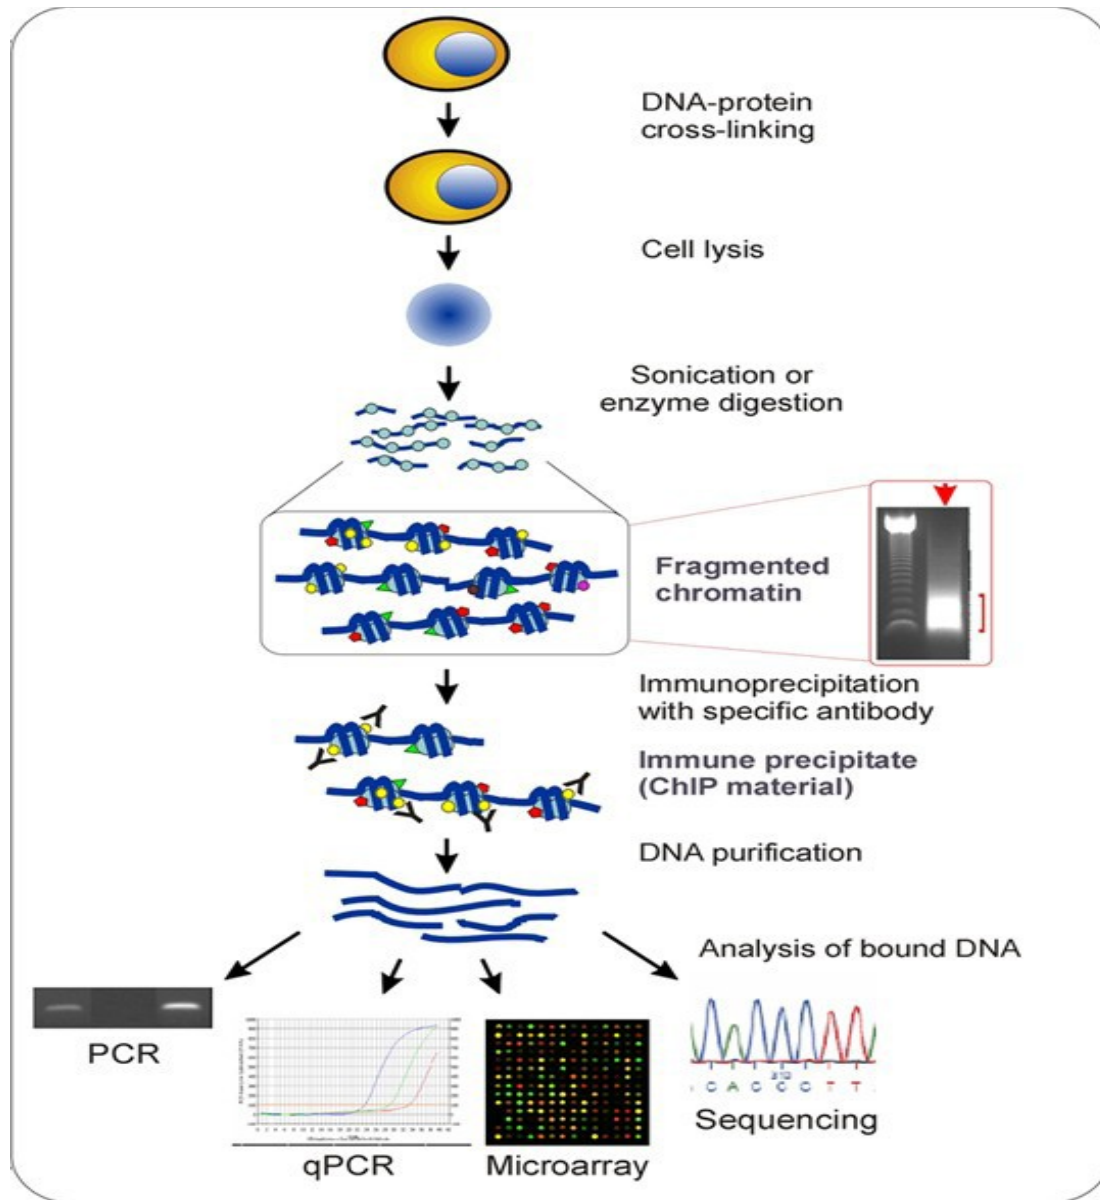 DNA-protein
cross-linking
Cell lysis
Sonication or
enzyme digestion
Fragmented
chromatin
Immunoprecipitation
with specific antibody
Immune precipitate
(ChIP material)
DNA purification
Analysis of bound DNA
PCR
qPCR
Microarray
Sequencing